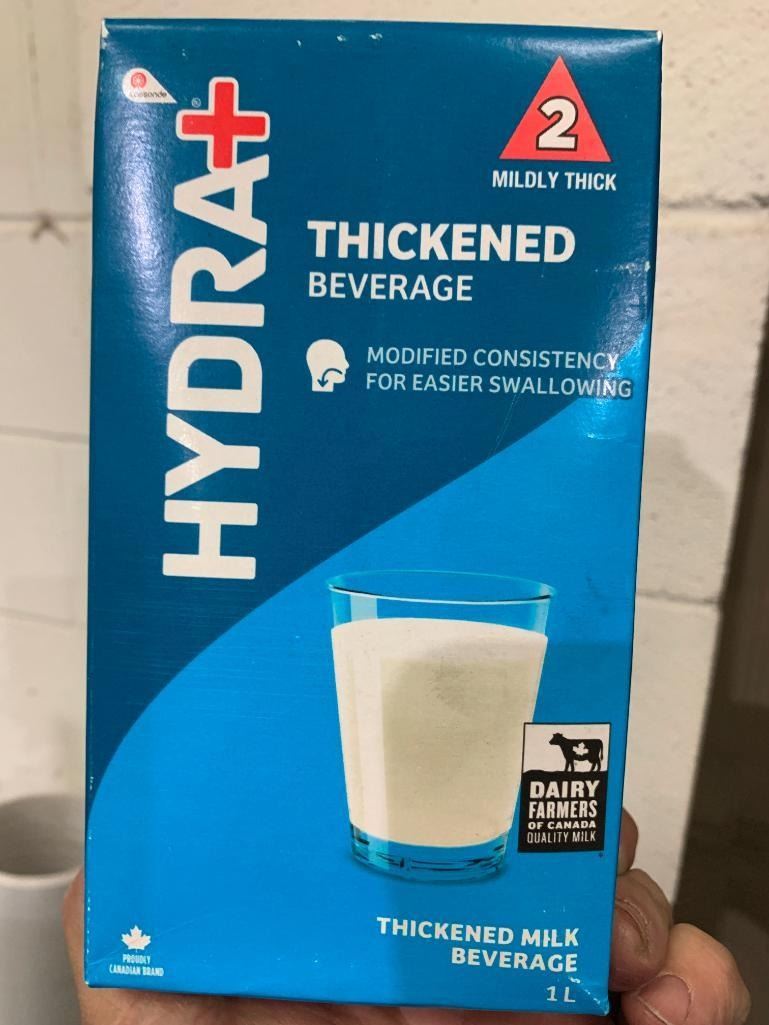 Lassonde
HYDRA+
®
2
MILDLY THICK
THICKENED
BEVERAGE
MODIFIED CONSISTENCY
FOR EASIER SWALLOWING
DAIRY
FARMERS
OF CANADA
QUALITY MILK
THICKENED MILK
BEVERAGE
1 L
PROUDLY
CANADIAN BRAND